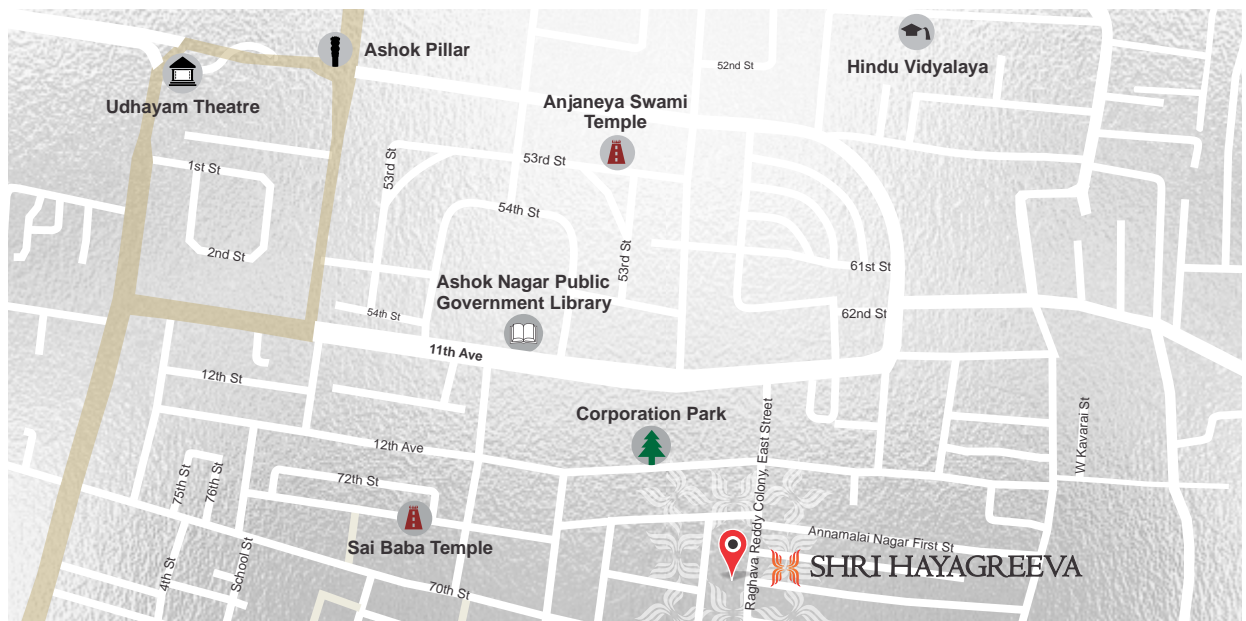 Ashok Pillar
Udhayam Theatre
52nd St
Hindu Vidyalaya
Anjaneya Swami
Temple
1st St
53rd St
53rd St
54th St
2nd St
53rd St
61st St
Ashok Nagar Public
Government Library
54th St
62nd St
11th Ave
12th St
Corporation Park
12th Ave
Raghava Reddy Colony, East Street
W Kavarai St
75th St
76th St
72th St
Sai Baba Temple
Annamalai Nagar First St
SHRI HAYAGREEVA
4th St
School St
70th St